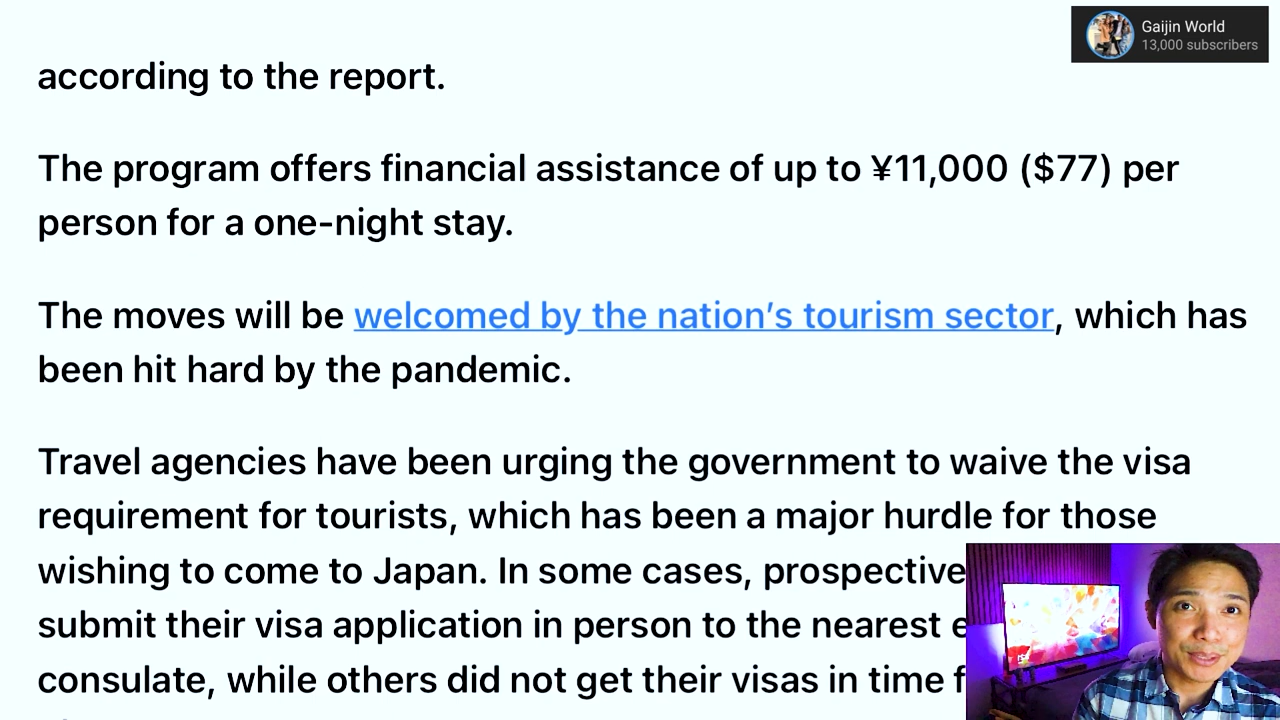 Gaijin World
13,000 subscribers
according to the report.
The program offers financial assistance of up to ¥11,000 ($77) per
person for a one-night stay.
The moves will be welcomed by the nation’s tourism sector, which has
been hit hard by the pandemic.
Travel agencies have been urging the government to waive the visa
requirement for tourists, which has been a major hurdle for those
wishing to come to Japan. In some cases, prospective
submit their visa application in person to the nearest
consulate, while others did not get their visas in time